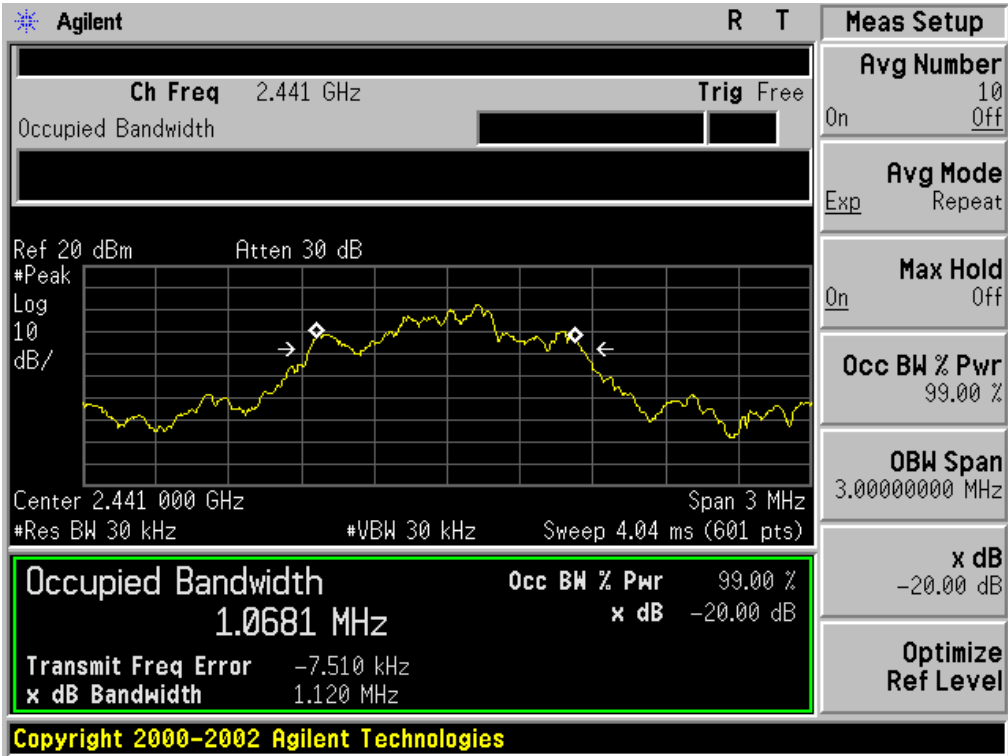 Agilent R T
Ch Freq 2.441 GHz Trig Free
Occupied Bandwidth
Ref 20 dBm Atten 30 dB
#Peak
Log
10
dB/
Center 2.441 000 GHz Span 3 MHz
#Res BW 30 kHz #VBW 30 kHz Sweep 4.04 ms (601 pts)
Occupied Bandwidth Occ BW % Pwr 99.00 %
1.0681 MHz x dB -20.00 dB
Transmit Freq Error -7.510 kHz
x dB Bandwidth 1.120 MHz
Copyright 2000-2002 Agilent Technologies
Meas Setup
Avg Number
10
On Off
Avg Mode
Exp Repeat
Max Hold
On Off
Occ BW % Pwr
99.00 %
OBW Span
3.00000000 MHz
x dB
-20.00 dB
Optimize
Ref Level